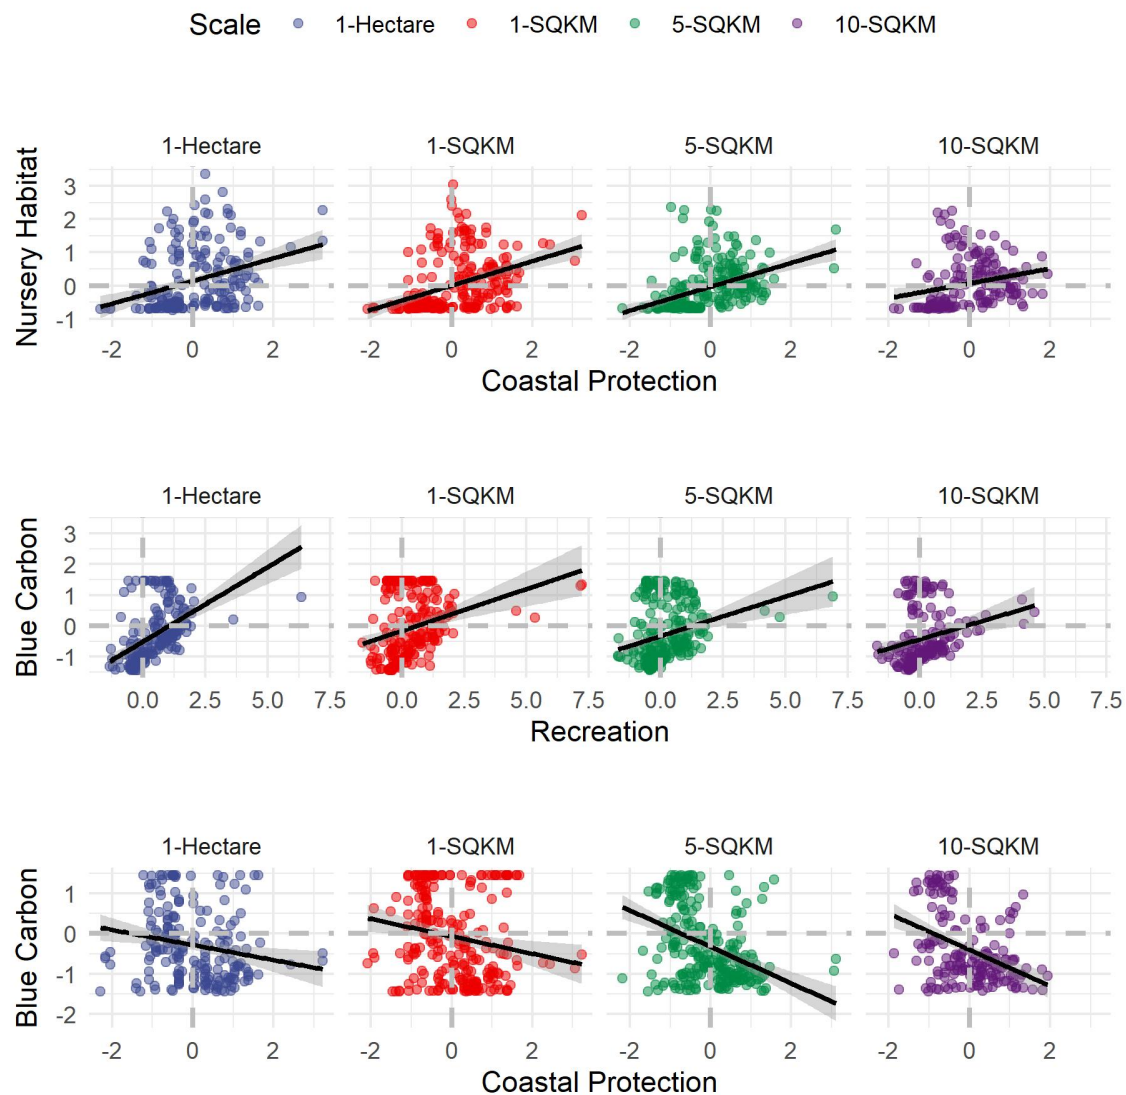 Scale 1-Hectare 1-SQKM 5-SQKM 10-SQKM
1-Hectare 1-SQKM 5-SQKM 10-SQKM
Nursery Habitat
3
2
1
0
-1
-2 0 2 -2 0 2 -2 0 2 -2 0 2
Coastal Protection
1-Hectare 1-SQKM 5-SQKM 10-SQKM
Blue Carbon
3
2
1
0
-1
0.0 2.5 5.0 7.5 0.0 2.5 5.0 7.5 0.0 2.5 5.0 7.5 0.0 2.5 5.0 7.5
Recreation
1-Hectare 1-SQKM 5-SQKM 10-SQKM
Blue Carbon
1
0
-1
-2
-2 0 2 -2 0 2 -2 0 2 -2 0 2
Coastal Protection